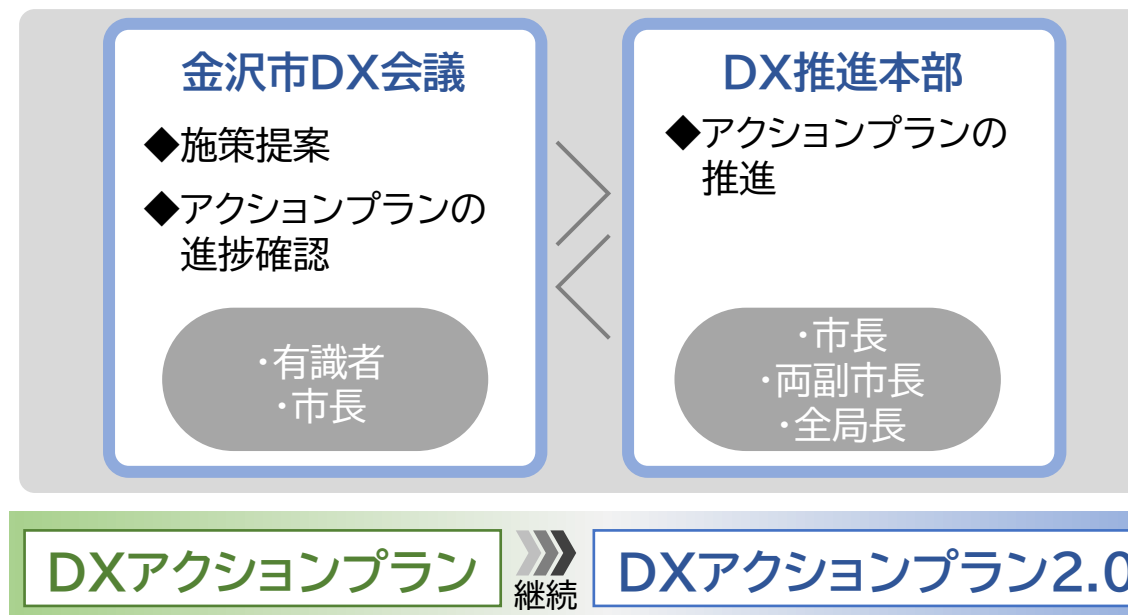 金沢市DX会議
◆施策提案
◆アクションプランの
進捗確認
・有識者
・市長
DX推進本部
◆アクションプランの
推進
・市長
・両副市長
・全局長
DXアクションプラン
継続
DXアクションプラン2.0